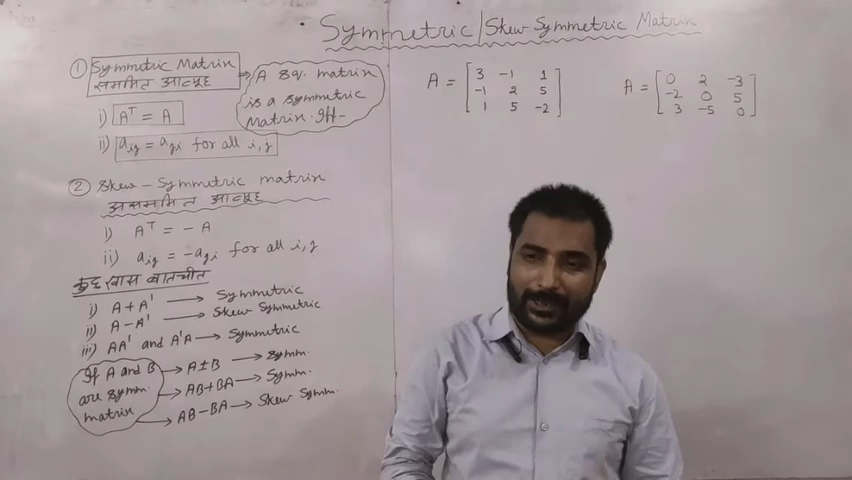 Symmetric/Skew Symmetric Matrix
① Symmetric Matrix
सममित आव्यूह
A sq. matrix
is a symmetric
matrix. If-
i) Aᵀ = A
ii) aᵢⱼ = aⱼᵢ for all i, j
② Skew-Symmetric matrix
असममित आव्यूह
i) Aᵀ = - A
ii) aᵢⱼ = -aⱼᵢ for all i, j
कुछ खास बातचीत
i) A + A' → Symmetric
ii) A - A' → Skew Symmetric
iii) AA' and A'A → Symmetric
If A and B
are symm.
matrix
→ A ± B → Symm.
→ AB + BA → Symm.
→ AB - BA → Skew Symm.
A = [3 -1 1
-1 2 5
1 5 -2]
A = [0 2 -3
-2 0 5
3 -5 0]